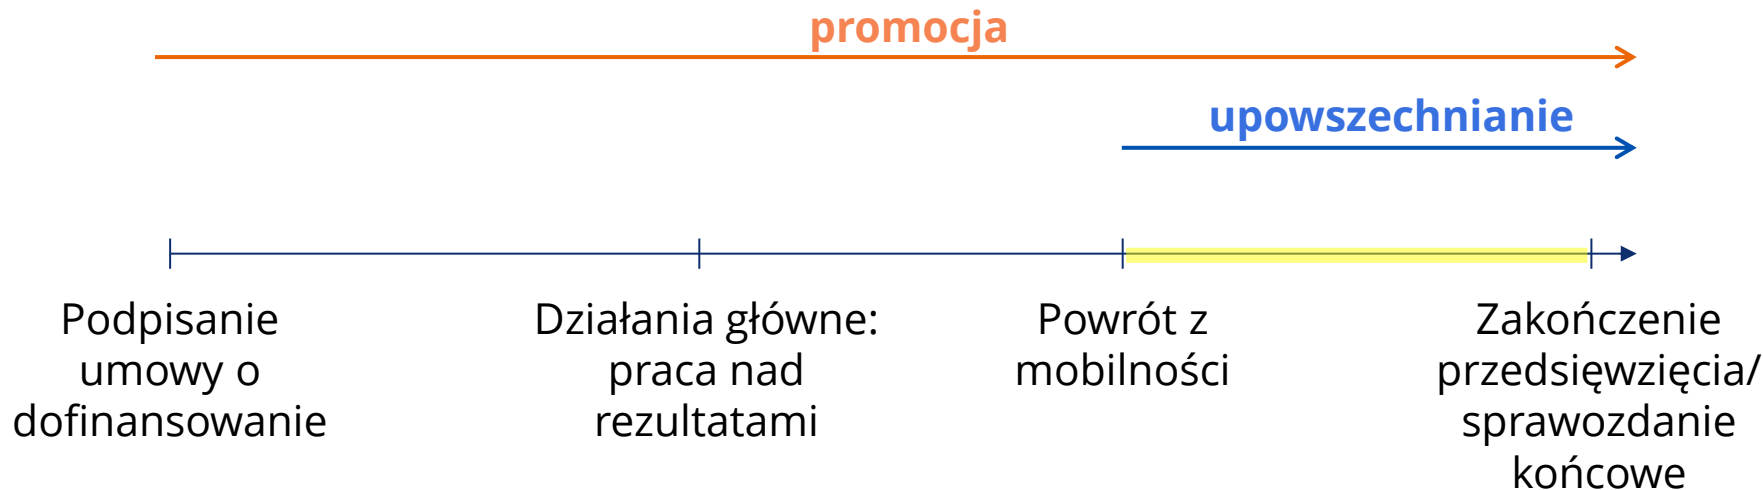 promocja
upowszechnianie
Podpisanie
umowy o
dofinansowanie
Działania główne:
praca nad
rezultatami
Powrót z
mobilności
Zakończenie
przedsięwzięcia/
sprawozdanie
końcowe